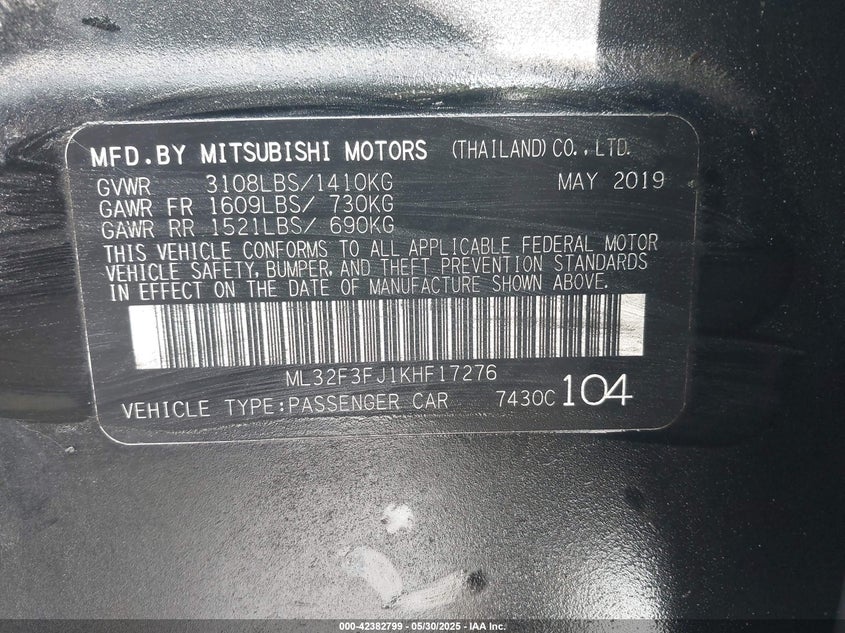 MFD.BY MITSUBISHI MOTORS (THAILAND) CO., LTD.
GVWR 3108LBS/1410KG MAY 2019
GAWR FR 1609LBS/ 730KG
GAWR RR 1521LBS/ 690KG
THIS VEHICLE CONFORMS TO ALL APPLICABLE FEDERAL MOTOR
VEHICLE SAFETY, BUMPER, AND THEFT PREVENTION STANDARDS
IN EFFECT ON THE DATE OF MANUFACTURE SHOWN ABOVE.
ML32F3FJ1KHF17276
VEHICLE TYPE:PASSENGER CAR 7430C 104
000-42382799 - 05/30/2025 - IAA Inc.